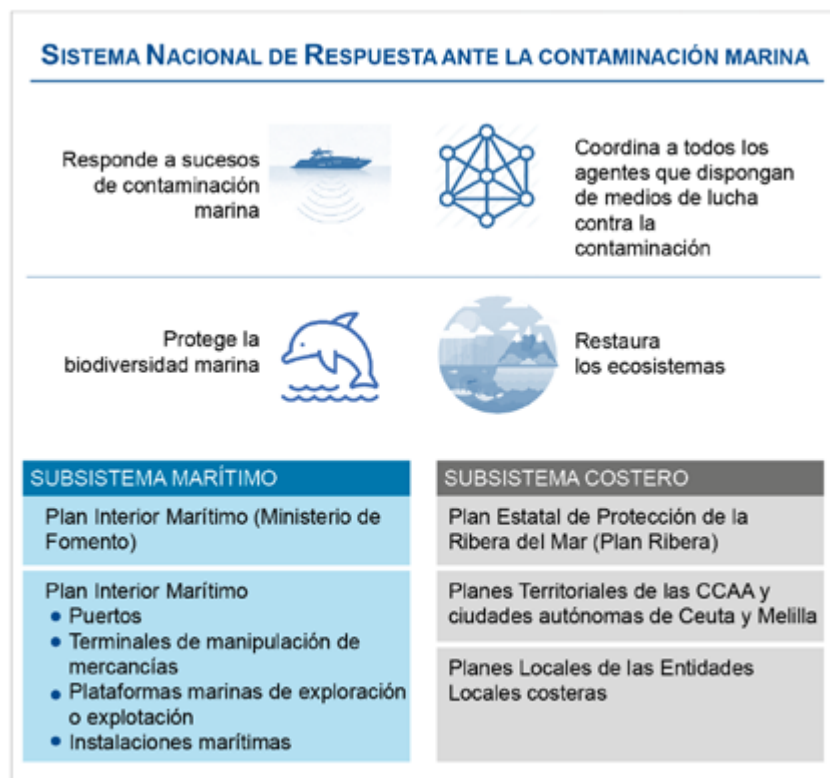 SISTEMA NACIONAL DE RESPUESTA ANTE LA CONTAMINACIÓN MARINA
Responde a sucesos
de contaminación
marina
Coordina a todos los
agentes que dispongan
de medios de lucha
contra la
contaminación
Protege la
biodiversidad marina
Restaura
los ecosistemas
SUBSISTEMA MARÍTIMO
Plan Interior Marítimo (Ministerio de
Fomento)
Plan Interior Marítimo
• Puertos
• Terminales de manipulación de
mercancías
• Plataformas marinas de exploración
o explotación
• Instalaciones marítimas
SUBSISTEMA COSTERO
Plan Estatal de Protección de la
Ribera del Mar (Plan Ribera)
Planes Territoriales de las CCAA y
ciudades autónomas de Ceuta y Melilla
Planes Locales de las Entidades
Locales costeras